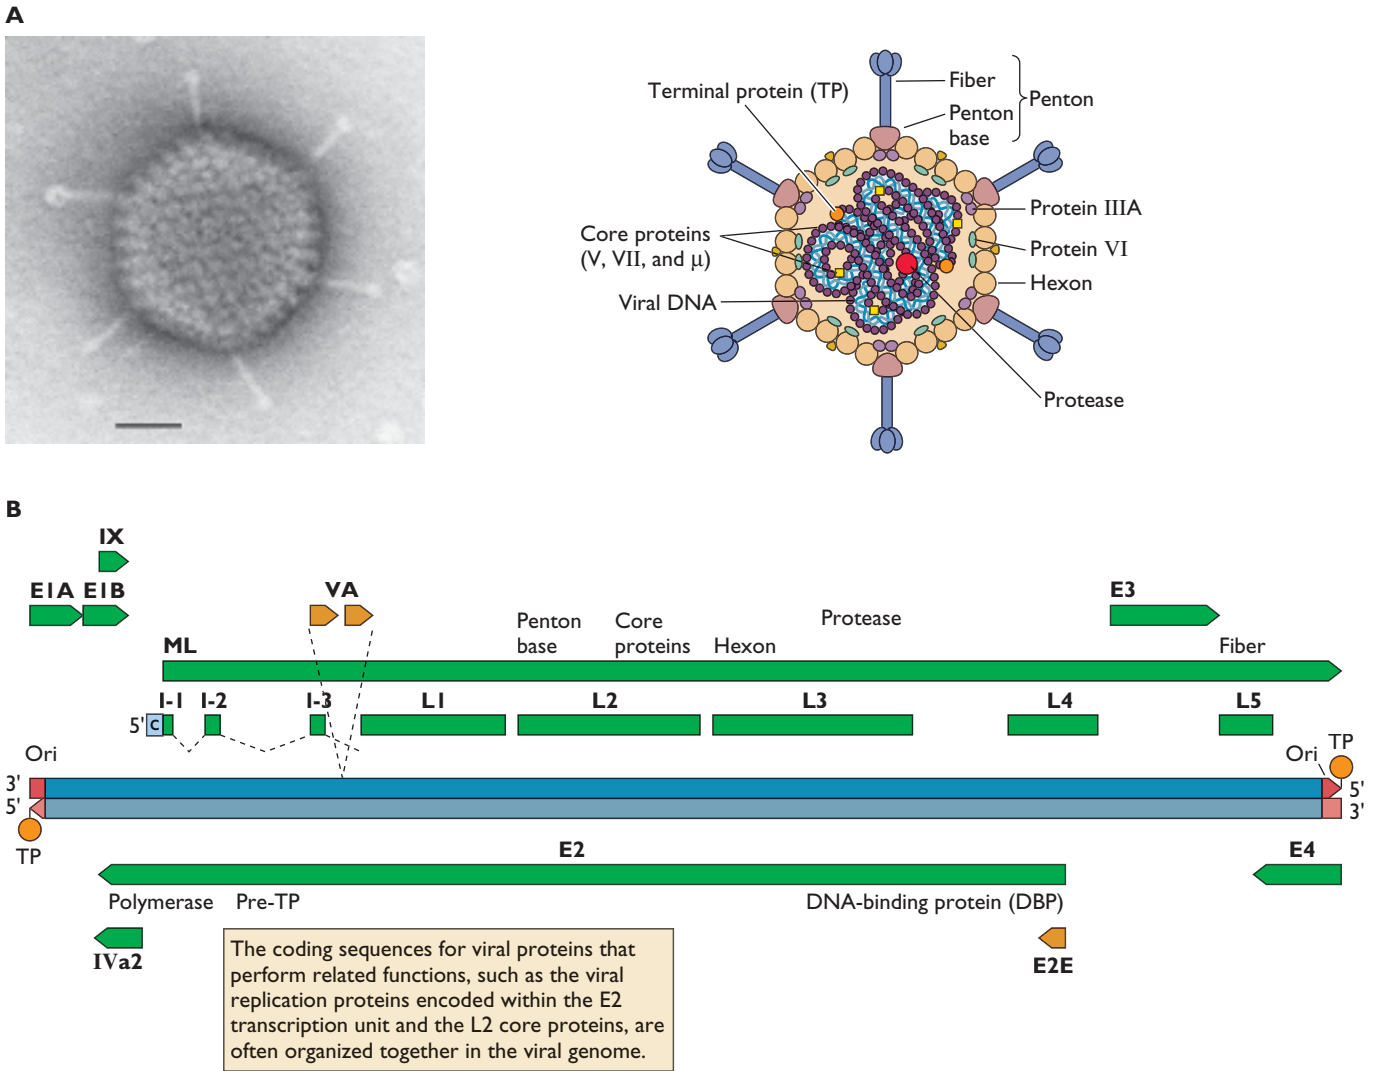 A
Terminal protein (TP)
Fiber
Penton
base
Penton
Protein IIIA
Core proteins
(V, VII, and µ)
Protein VI
Hexon
Viral DNA
Protease
B
IX
E1A E1B
VA
E3
Penton
base
Core
proteins
Hexon
Protease
Fiber
ML
I-1 I-2 I-3 L1 L2 L3 L4 L5
5' C
Ori
Ori
TP
3'
5'
5'
3'
TP
E2
E4
Polymerase Pre-TP
DNA-binding protein (DBP)
IVa2
E2E
The coding sequences for viral proteins that
perform related functions, such as the viral
replication proteins encoded within the E2
transcription unit and the L2 core proteins, are
often organized together in the viral genome.